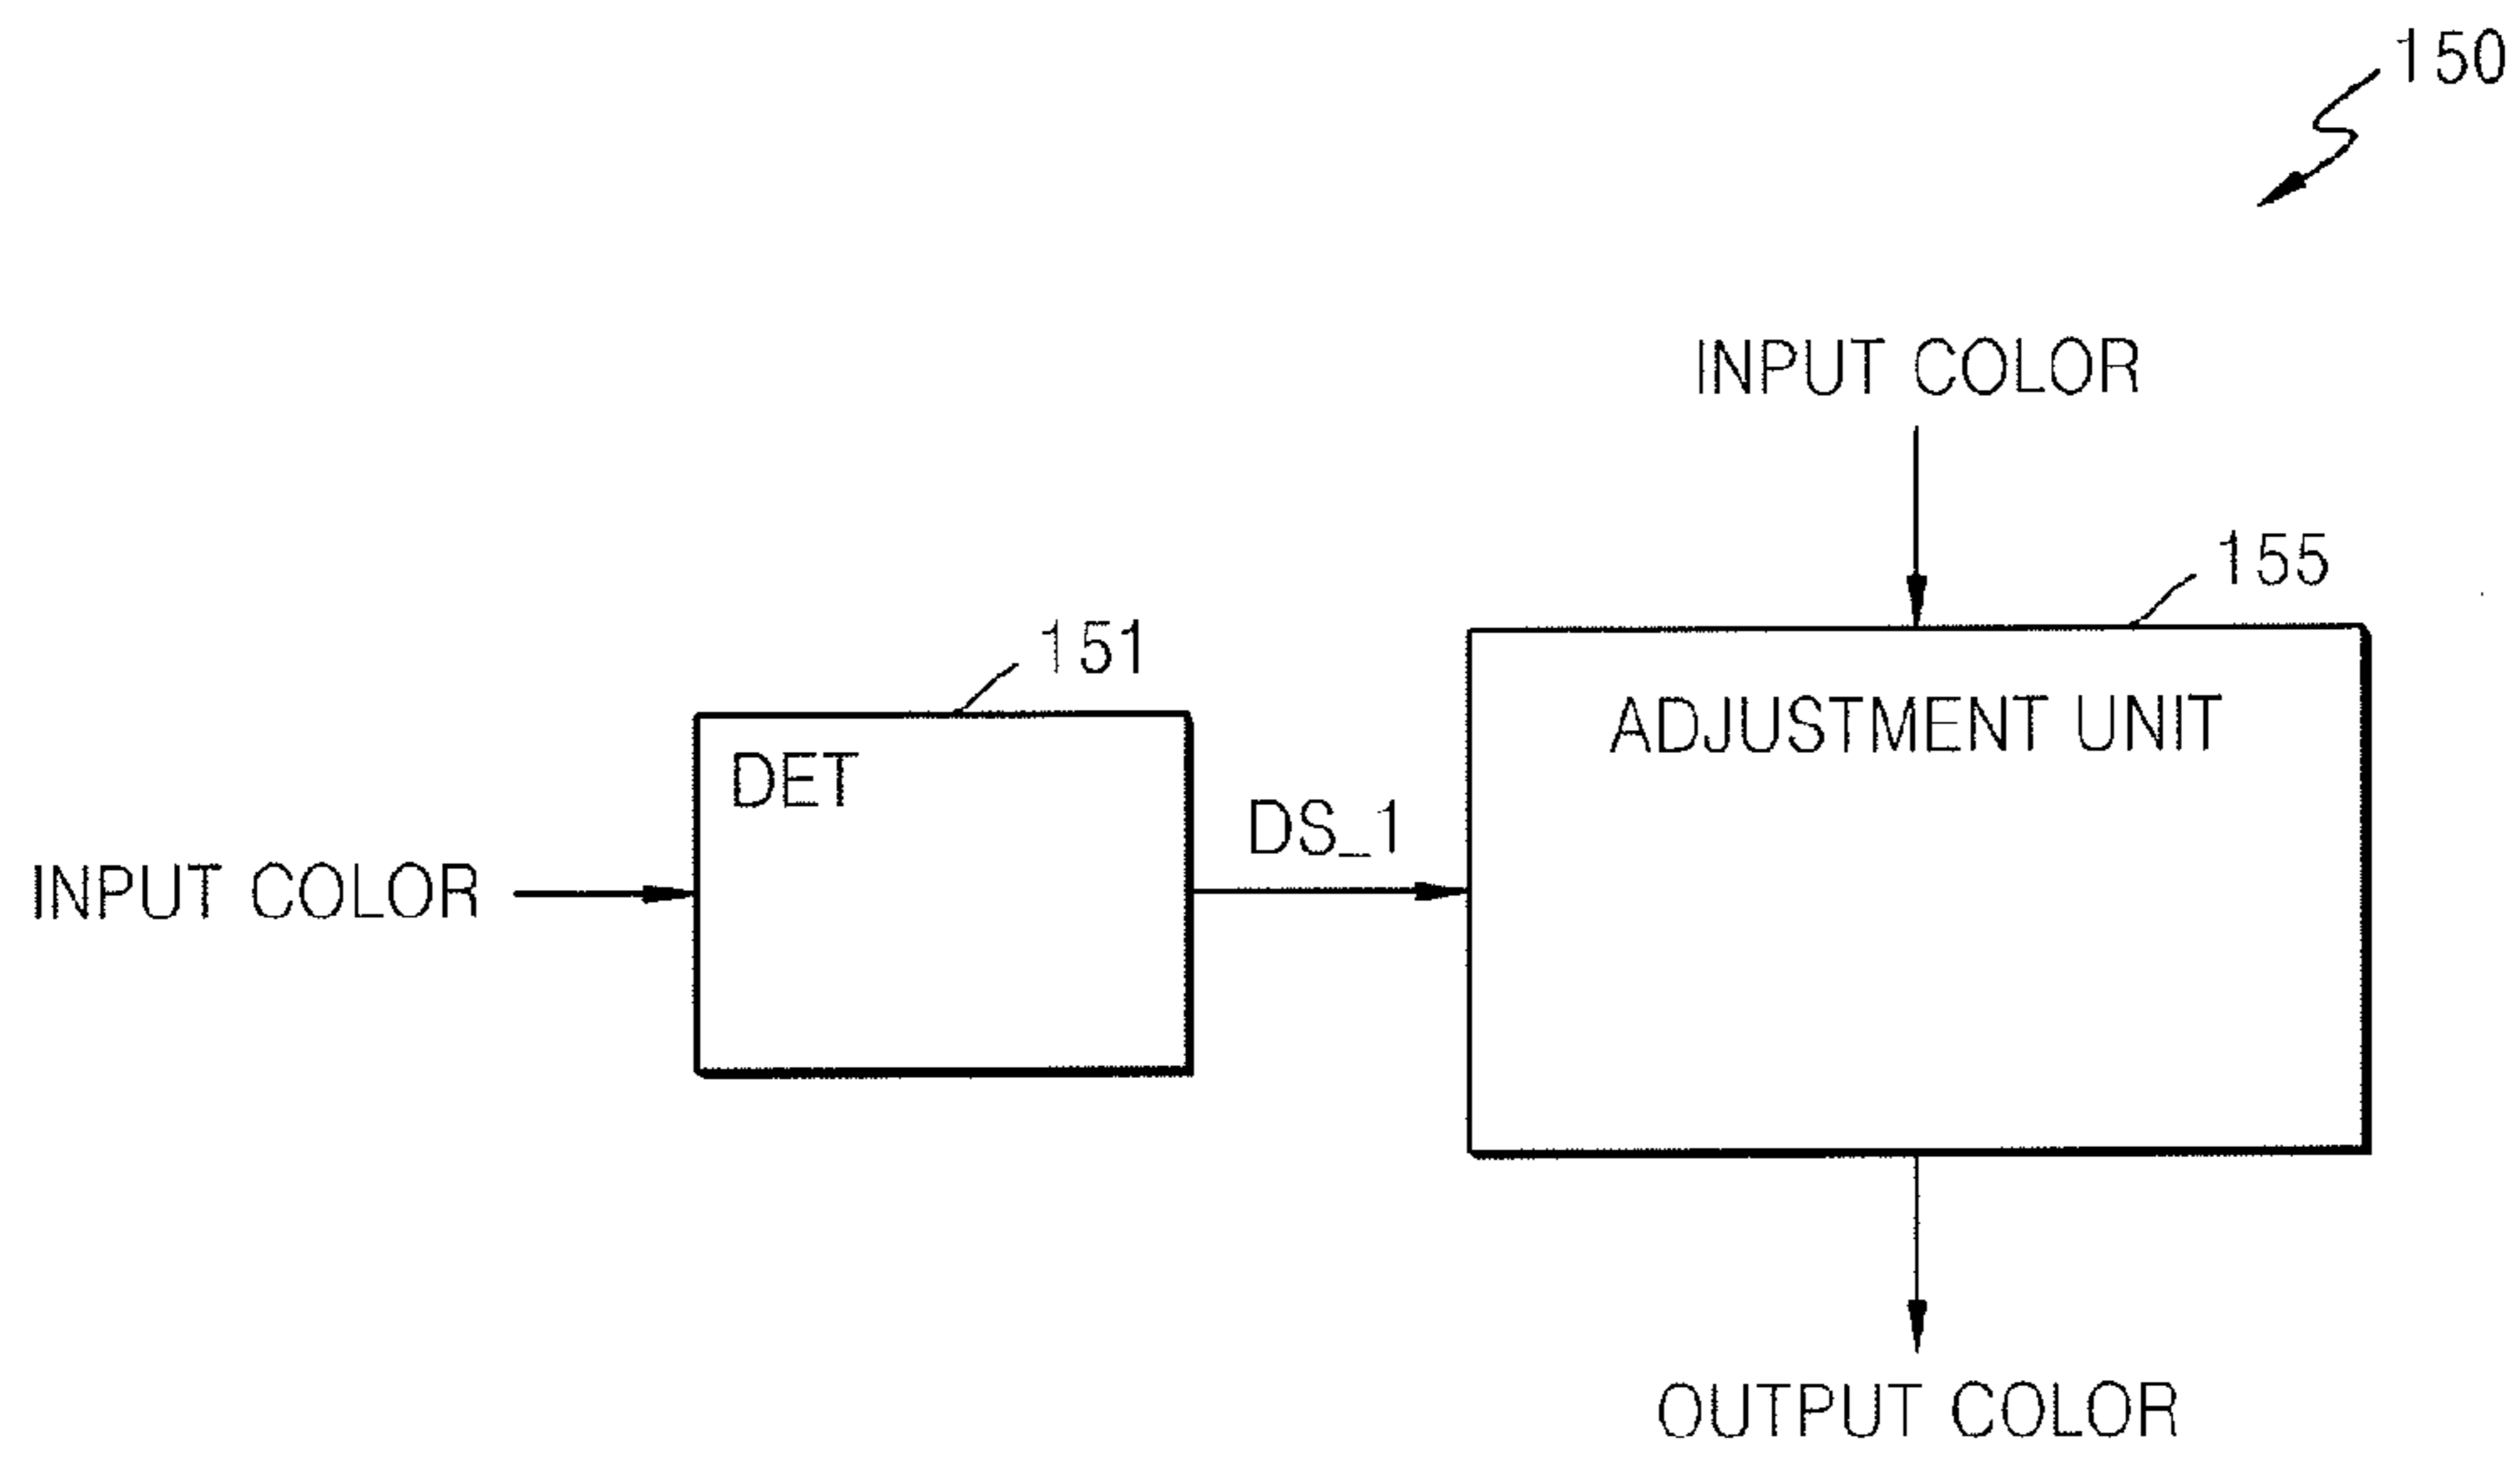 150
INPUT COLOR
155
151
ADJUSTMENT UNIT
DET
DS_1
INPUT COLOR
OUTPUT COLOR